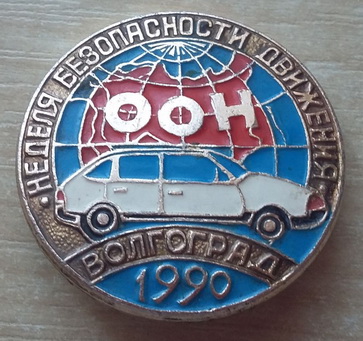 НЕДЕЛЯ БЕЗОПАСНОСТИ ДВИЖЕНИЯ
ООН
ВОЛГОГРАД
1990